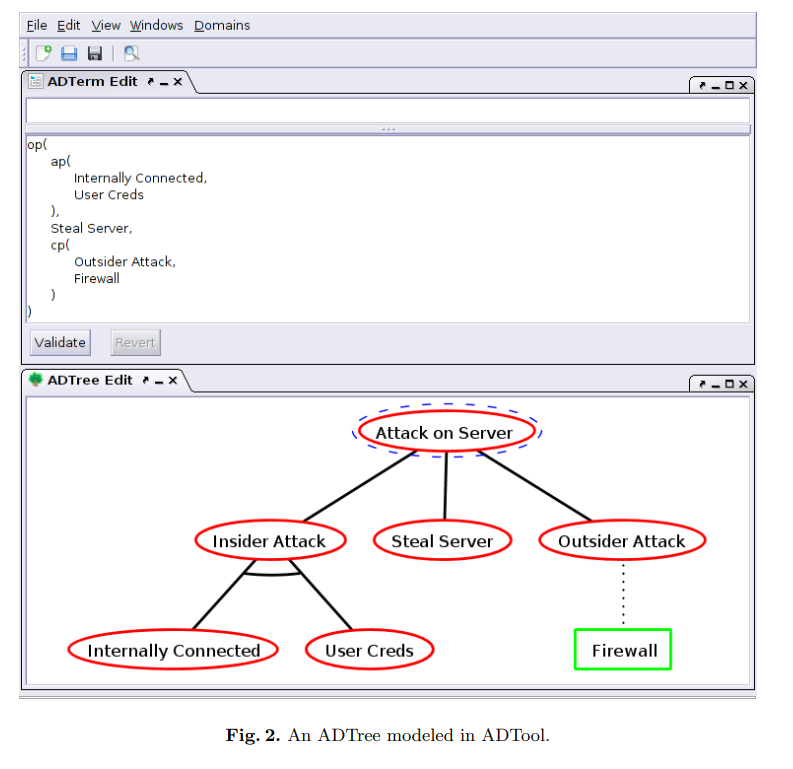 File Edit View Windows Domains
ADTerm Edit
op(
ap(
Internally Connected,
User Creds
),
Steal Server,
cp(
Outsider Attack,
Firewall
)
)
Validate Revert
ADTree Edit
Attack on Server
Insider Attack Steal Server Outsider Attack
Internally Connected User Creds Firewall
Fig. 2. An ADTree modeled in ADTool.